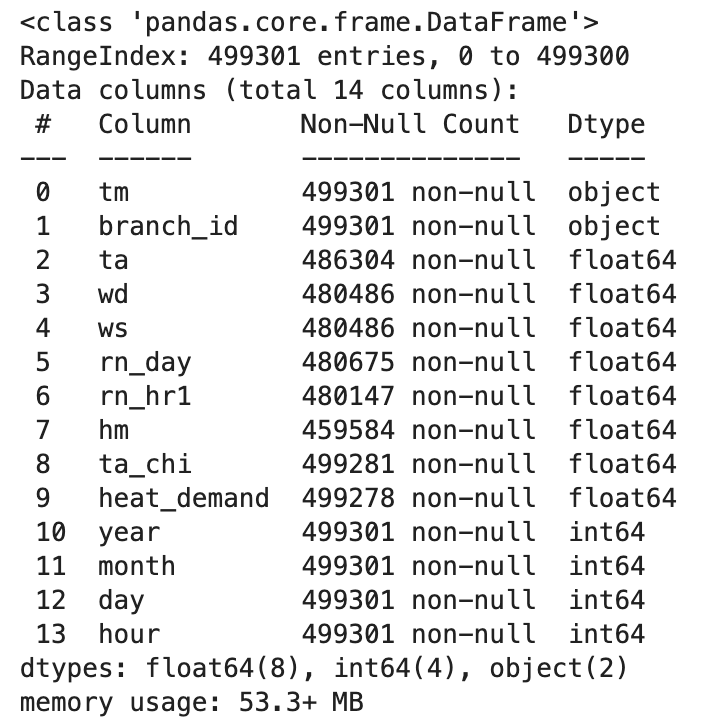 <class 'pandas.core.frame.DataFrame'>
RangeIndex: 499301 entries, 0 to 499300
Data columns (total 14 columns):
 #   Column       Non-Null Count   Dtype
---  ------       --------------   -----
 0   tm           499301 non-null  object
 1   branch_id    499301 non-null  object
 2   ta           486304 non-null  float64
 3   wd           480486 non-null  float64
 4   ws           480486 non-null  float64
 5   rn_day       480675 non-null  float64
 6   rn_hr1       480147 non-null  float64
 7   hm           459584 non-null  float64
 8   ta_chi       499281 non-null  float64
 9   heat_demand  499278 non-null  float64
 10  year         499301 non-null  int64
 11  month        499301 non-null  int64
 12  day          499301 non-null  int64
 13  hour         499301 non-null  int64
dtypes: float64(8), int64(4), object(2)
memory usage: 53.3+ MB